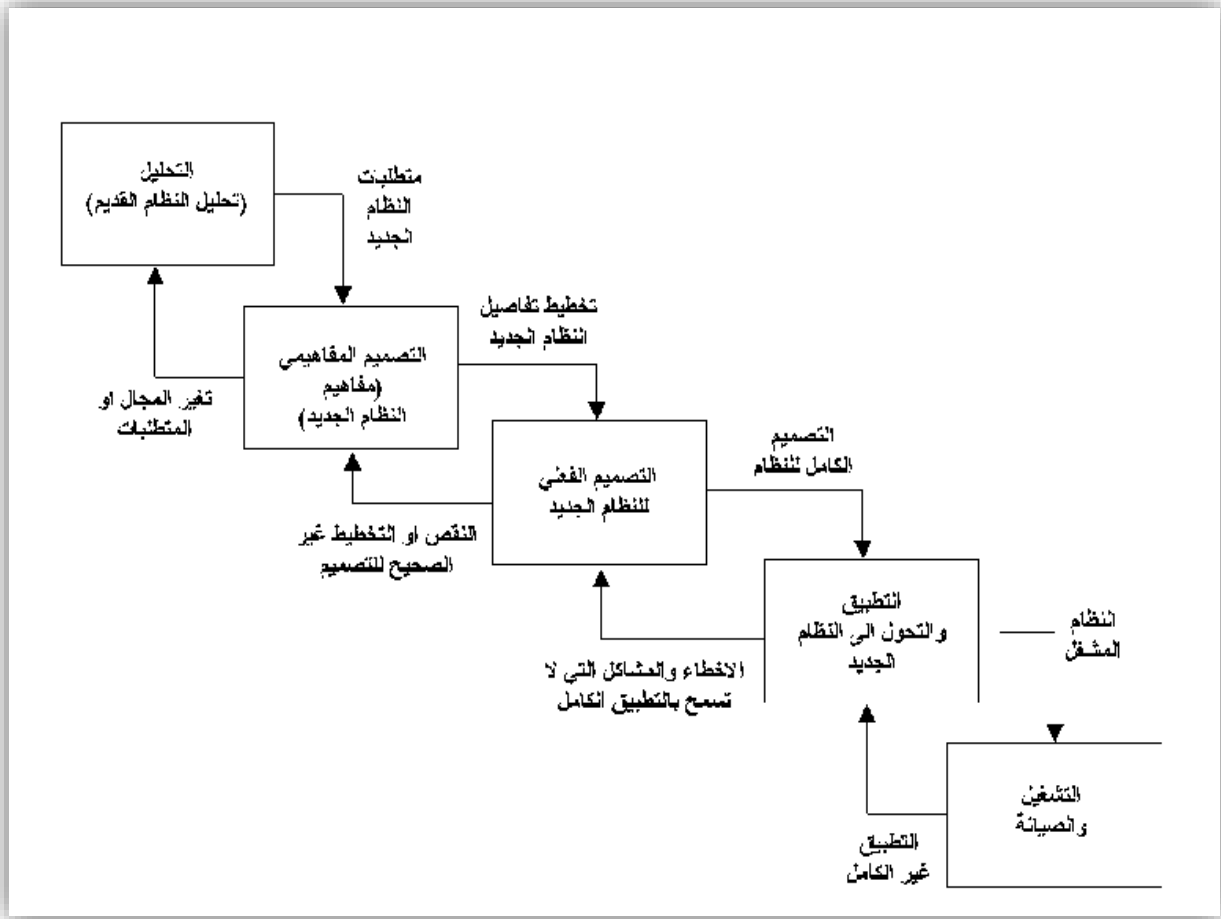 التحليل
(تحليل النظام القديم)
متطلبات
النظام
الجديد
التصميم المفاهيمي
(مفاهيم
النظام الجديد)
تغير المجال او
المتطلبات
تخطيط تفاصيل
النظام الجديد
التصميم الفعلي
للنظام الجديد
النقص او التخطيط غير
الصحيح للتصميم
التصميم
الكامل للنظام
التطبيق
والتحول الى النظام
الجديد
الاخطاء والمشاكل التي لا
تسمح بالتطبيق الكامل
النظام
المشغل
التشغيل
والصيانة
التطبيق
غير الكامل